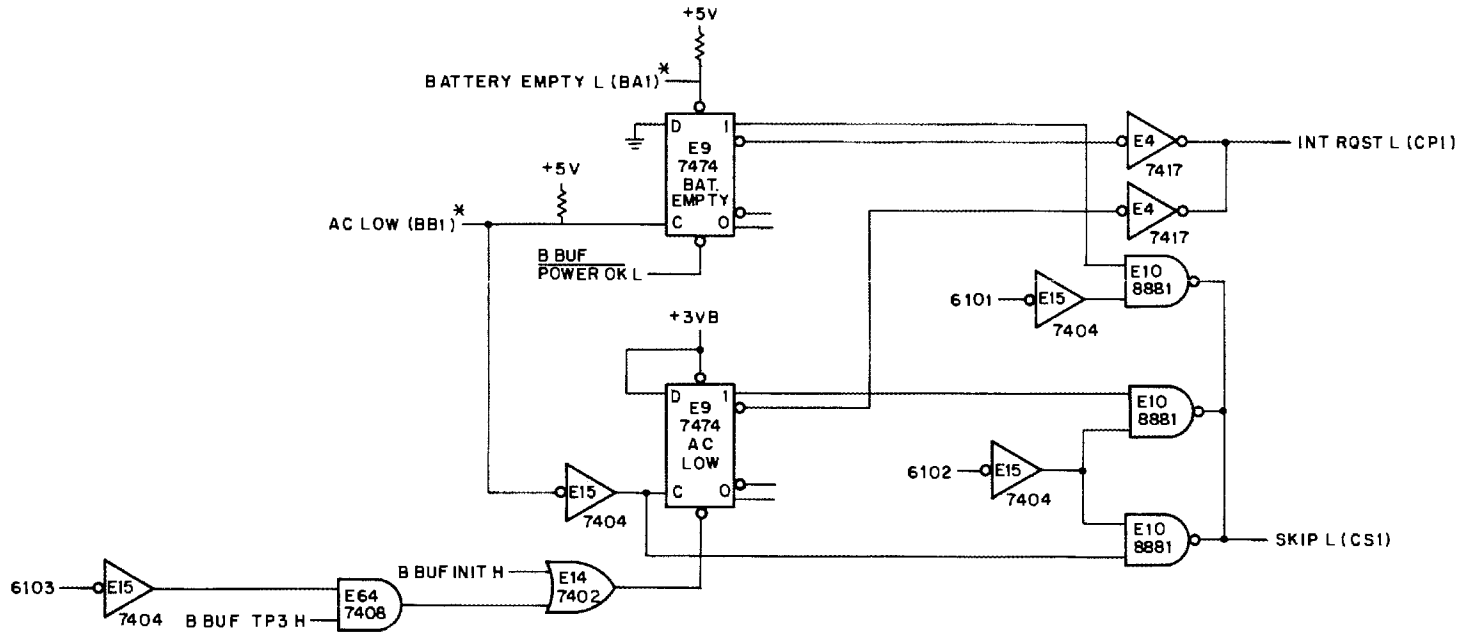 +5V
BATTERY EMPTY L (BA1)*
D 1
E9
7474
BAT.
EMPTY
C 0
+5V
AC LOW (BB1)*
B BUF
POWER OK L
E4
7417
INT RQST L (CP1)
E4
7417
E10
8881
6101
E15
7404
+3VB
D 1
E9
7474
AC
LOW
C 0
E10
8881
6102
E15
7404
E15
7404
E10
8881
SKIP L (CS1)
6103
E15
7404
B BUF TP3 H
E64
7408
B BUF INIT H
E14
7402